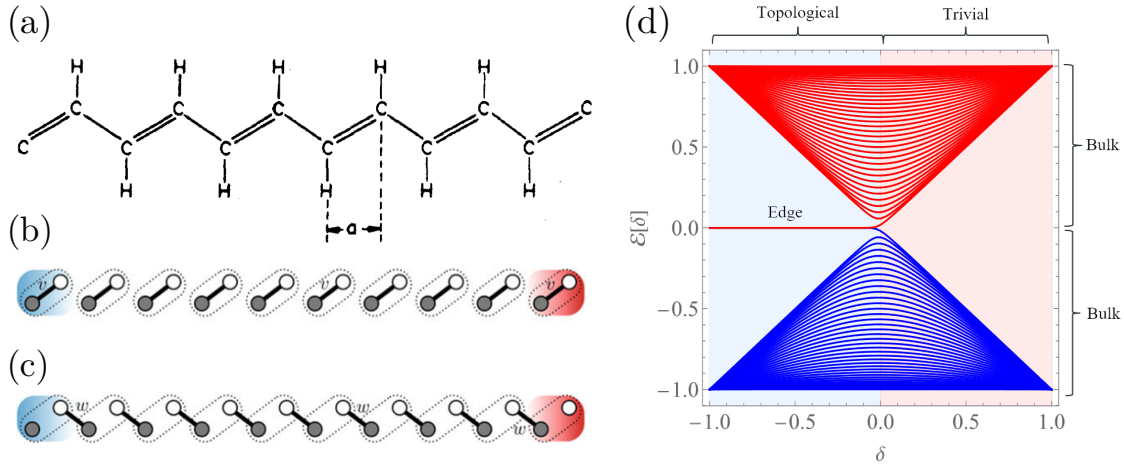 (a)
H H H H H
C C C C C C
C C C C C C
H H H H H
a
(b)
v v v
(c)
w w w
(d)
Topological Trivial
1.0
0.5
0.0
−0.5
−1.0
ℰ[δ]
Edge
Bulk
Bulk
−1.0 −0.5 0.0 0.5 1.0
δ